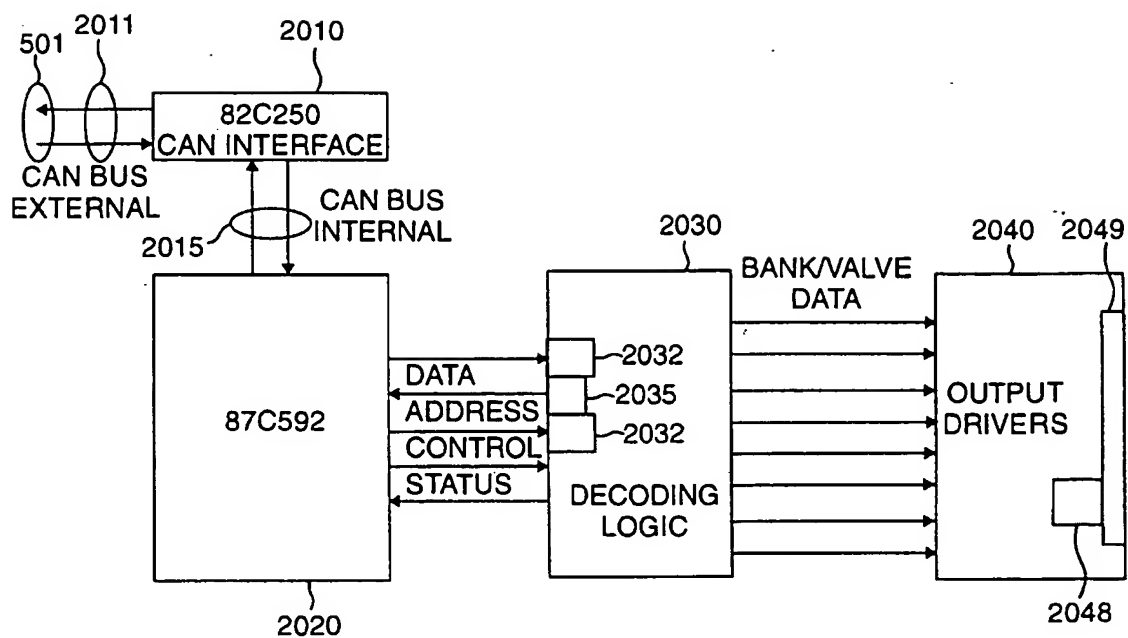 501
2011
2010
82C250
CAN INTERFACE
CAN BUS
EXTERNAL
CAN BUS
INTERNAL
2015
2030
2040
2049
BANK/VALVE
DATA
2032
DATA
2035
ADDRESS
2032
CONTROL
STATUS
87C592
DECODING
LOGIC
OUTPUT
DRIVERS
2048
2020